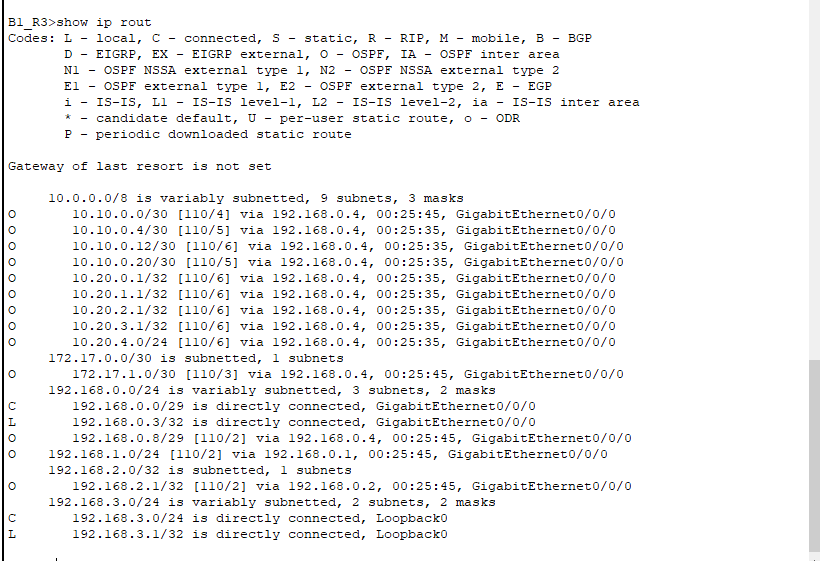 B1_R3>show ip rout
Codes: L - local, C - connected, S - static, R - RIP, M - mobile, B - BGP
       D - EIGRP, EX - EIGRP external, O - OSPF, IA - OSPF inter area
       N1 - OSPF NSSA external type 1, N2 - OSPF NSSA external type 2
       E1 - OSPF external type 1, E2 - OSPF external type 2, E - EGP
       i - IS-IS, L1 - IS-IS level-1, L2 - IS-IS level-2, ia - IS-IS inter area
       * - candidate default, U - per-user static route, o - ODR
       P - periodic downloaded static route
Gateway of last resort is not set
     10.0.0.0/8 is variably subnetted, 9 subnets, 3 masks
O       10.10.0.0/30 [110/4] via 192.168.0.4, 00:25:45, GigabitEthernet0/0/0
O       10.10.0.4/30 [110/5] via 192.168.0.4, 00:25:35, GigabitEthernet0/0/0
O       10.10.0.12/30 [110/6] via 192.168.0.4, 00:25:35, GigabitEthernet0/0/0
O       10.10.0.20/30 [110/5] via 192.168.0.4, 00:25:35, GigabitEthernet0/0/0
O       10.20.0.1/32 [110/6] via 192.168.0.4, 00:25:35, GigabitEthernet0/0/0
O       10.20.1.1/32 [110/6] via 192.168.0.4, 00:25:35, GigabitEthernet0/0/0
O       10.20.2.1/32 [110/6] via 192.168.0.4, 00:25:35, GigabitEthernet0/0/0
O       10.20.3.1/32 [110/6] via 192.168.0.4, 00:25:35, GigabitEthernet0/0/0
O       10.20.4.0/24 [110/6] via 192.168.0.4, 00:25:35, GigabitEthernet0/0/0
     172.17.0.0/30 is subnetted, 1 subnets
O       172.17.1.0/30 [110/3] via 192.168.0.4, 00:25:45, GigabitEthernet0/0/0
     192.168.0.0/24 is variably subnetted, 3 subnets, 2 masks
C       192.168.0.0/29 is directly connected, GigabitEthernet0/0/0
L       192.168.0.3/32 is directly connected, GigabitEthernet0/0/0
O       192.168.0.8/29 [110/2] via 192.168.0.4, 00:25:45, GigabitEthernet0/0/0
O    192.168.1.0/24 [110/2] via 192.168.0.1, 00:25:45, GigabitEthernet0/0/0
     192.168.2.0/32 is subnetted, 1 subnets
O       192.168.2.1/32 [110/2] via 192.168.0.2, 00:25:45, GigabitEthernet0/0/0
     192.168.3.0/24 is variably subnetted, 2 subnets, 2 masks
C       192.168.3.0/24 is directly connected, Loopback0
L       192.168.3.1/32 is directly connected, Loopback0